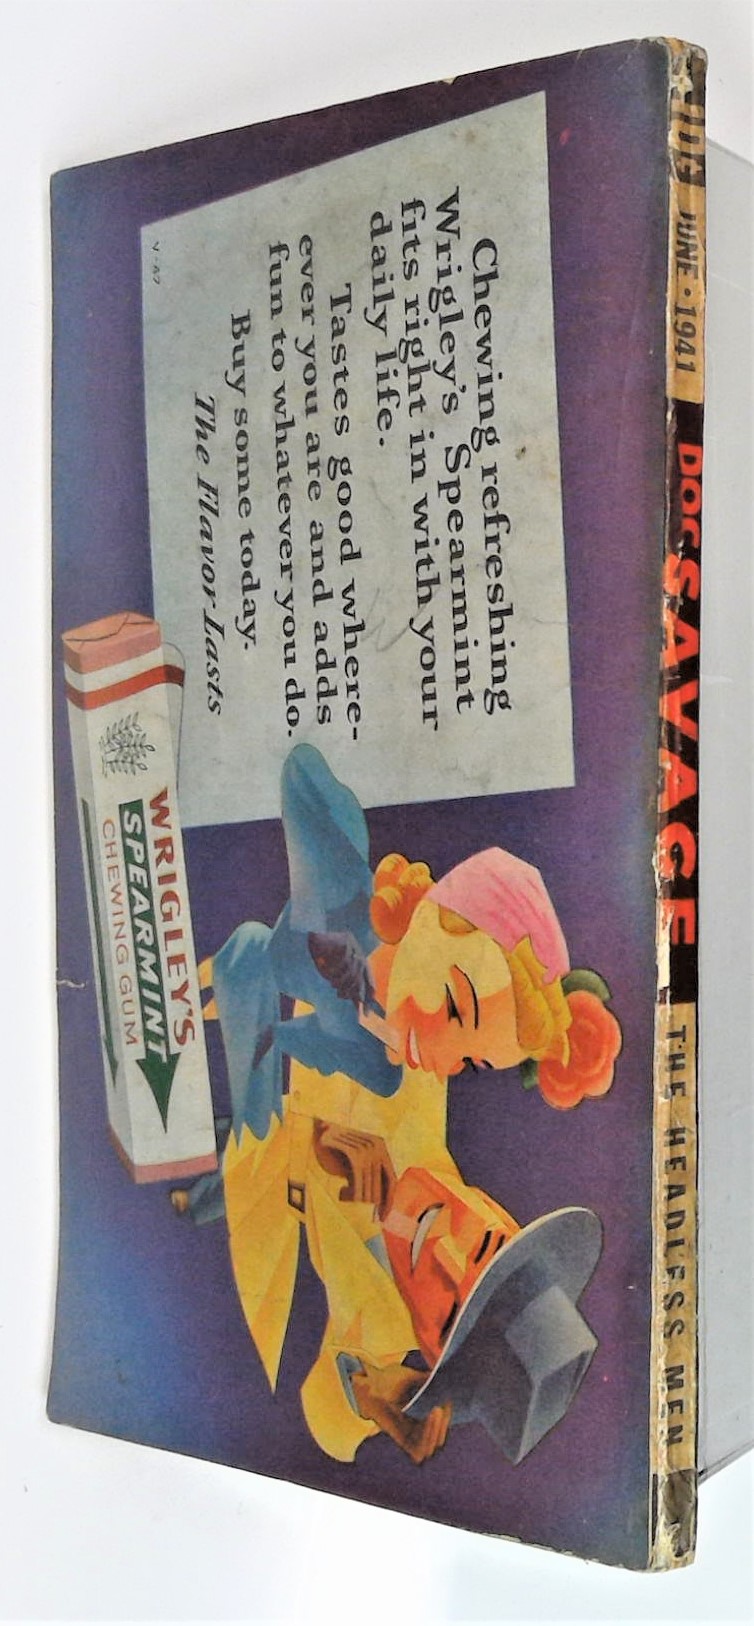 JUNE · 1941
DOC SAVAGE
THE HEADLESS MEN
Chewing refreshing
Wrigley's Spearmint
fits right in with your
daily life.
Tastes good where-
ever you are and adds
fun to whatever you do.
Buy some today.
The Flavor Lasts
WRIGLEY'S
SPEARMINT
CHEWING GUM